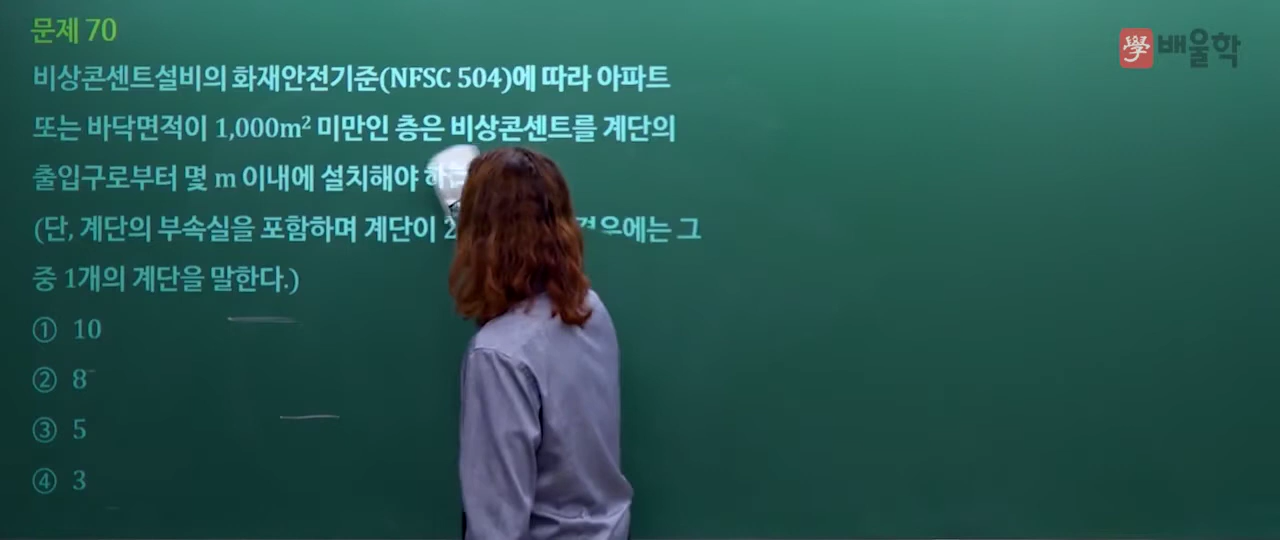 문제 70
學 배울학
비상콘센트설비의 화재안전기준(NFSC 504)에 따라 아파트
또는 바닥면적이 1,000m² 미만인 층은 비상콘센트를 계단의
출입구로부터 몇 m 이내에 설치해야
(단, 계단의 부속실을 포함하며 계단이 2 경우에는 그
중 1개의 계단을 말한다.)
① 10
② 8
③ 5
④ 3